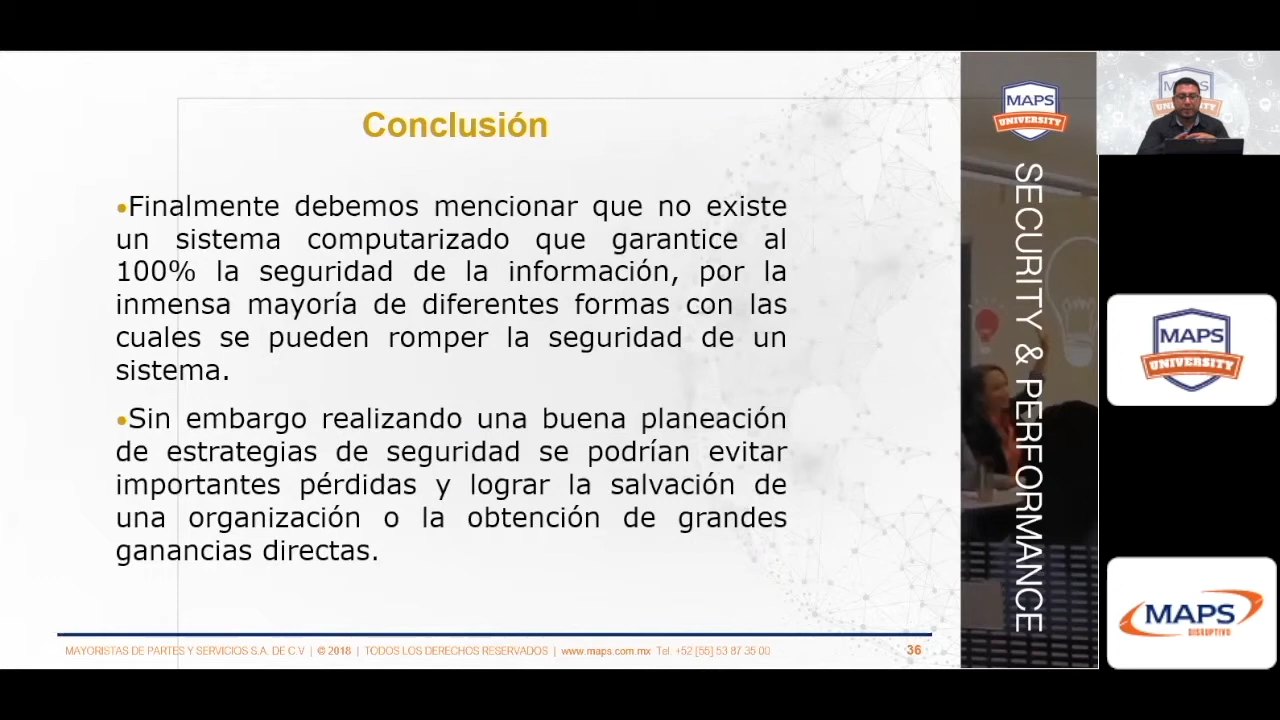 Conclusión
•Finalmente debemos mencionar que no existe
un sistema computarizado que garantice al
100% la seguridad de la información, por la
inmensa mayoría de diferentes formas con las
cuales se pueden romper la seguridad de un
sistema.
•Sin embargo realizando una buena planeación
de estrategias de seguridad se podrían evitar
importantes pérdidas y lograr la salvación de
una organización o la obtención de grandes
ganancias directas.
MAYORISTAS DE PARTES Y SERVICIOS S.A. DE C.V | @ 2018 | TODOS LOS DERECHOS RESERVADOS | www.maps.com.mx Tel. +52 [55] 53 87 35 00
36
MAPS
UNIVERSITY
SECURITY & PERFORMANCE
MAPS
UNIVERSITY
MAPS
DISRUPTIVO